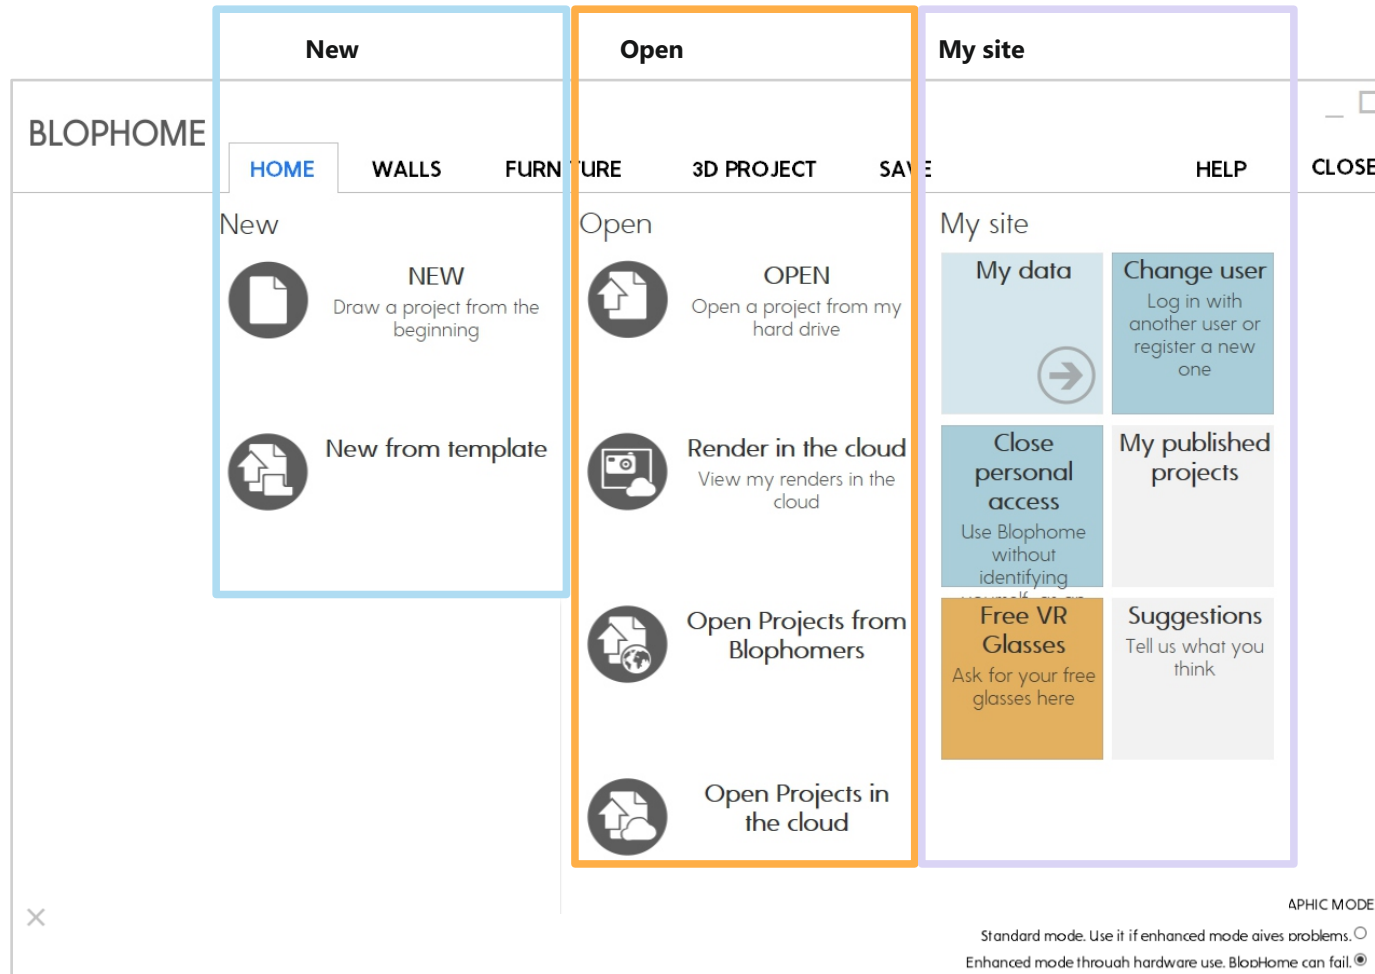 New
Open
My site
BLOPHOME
HOME
WALLS
FURNITURE
3D PROJECT
SAVE
HELP
CLOSE
New
NEW
Draw a project from the
beginning
New from template
Open
OPEN
Open a project from my
hard drive
Render in the cloud
View my renders in the
cloud
Open Projects from
Blophomers
Open Projects in
the cloud
My site
My data
Change user
Log in with
another user or
register a new
one
Close
personal
access
Use Blophome
without
identifying
yourself, as an
My published
projects
Free VR
Glasses
Ask for your free
glasses here
Suggestions
Tell us what you
think
APHIC MODE
Standard mode. Use it if enhanced mode gives problems.
Enhanced mode through hardware use. BlopHome can fail.